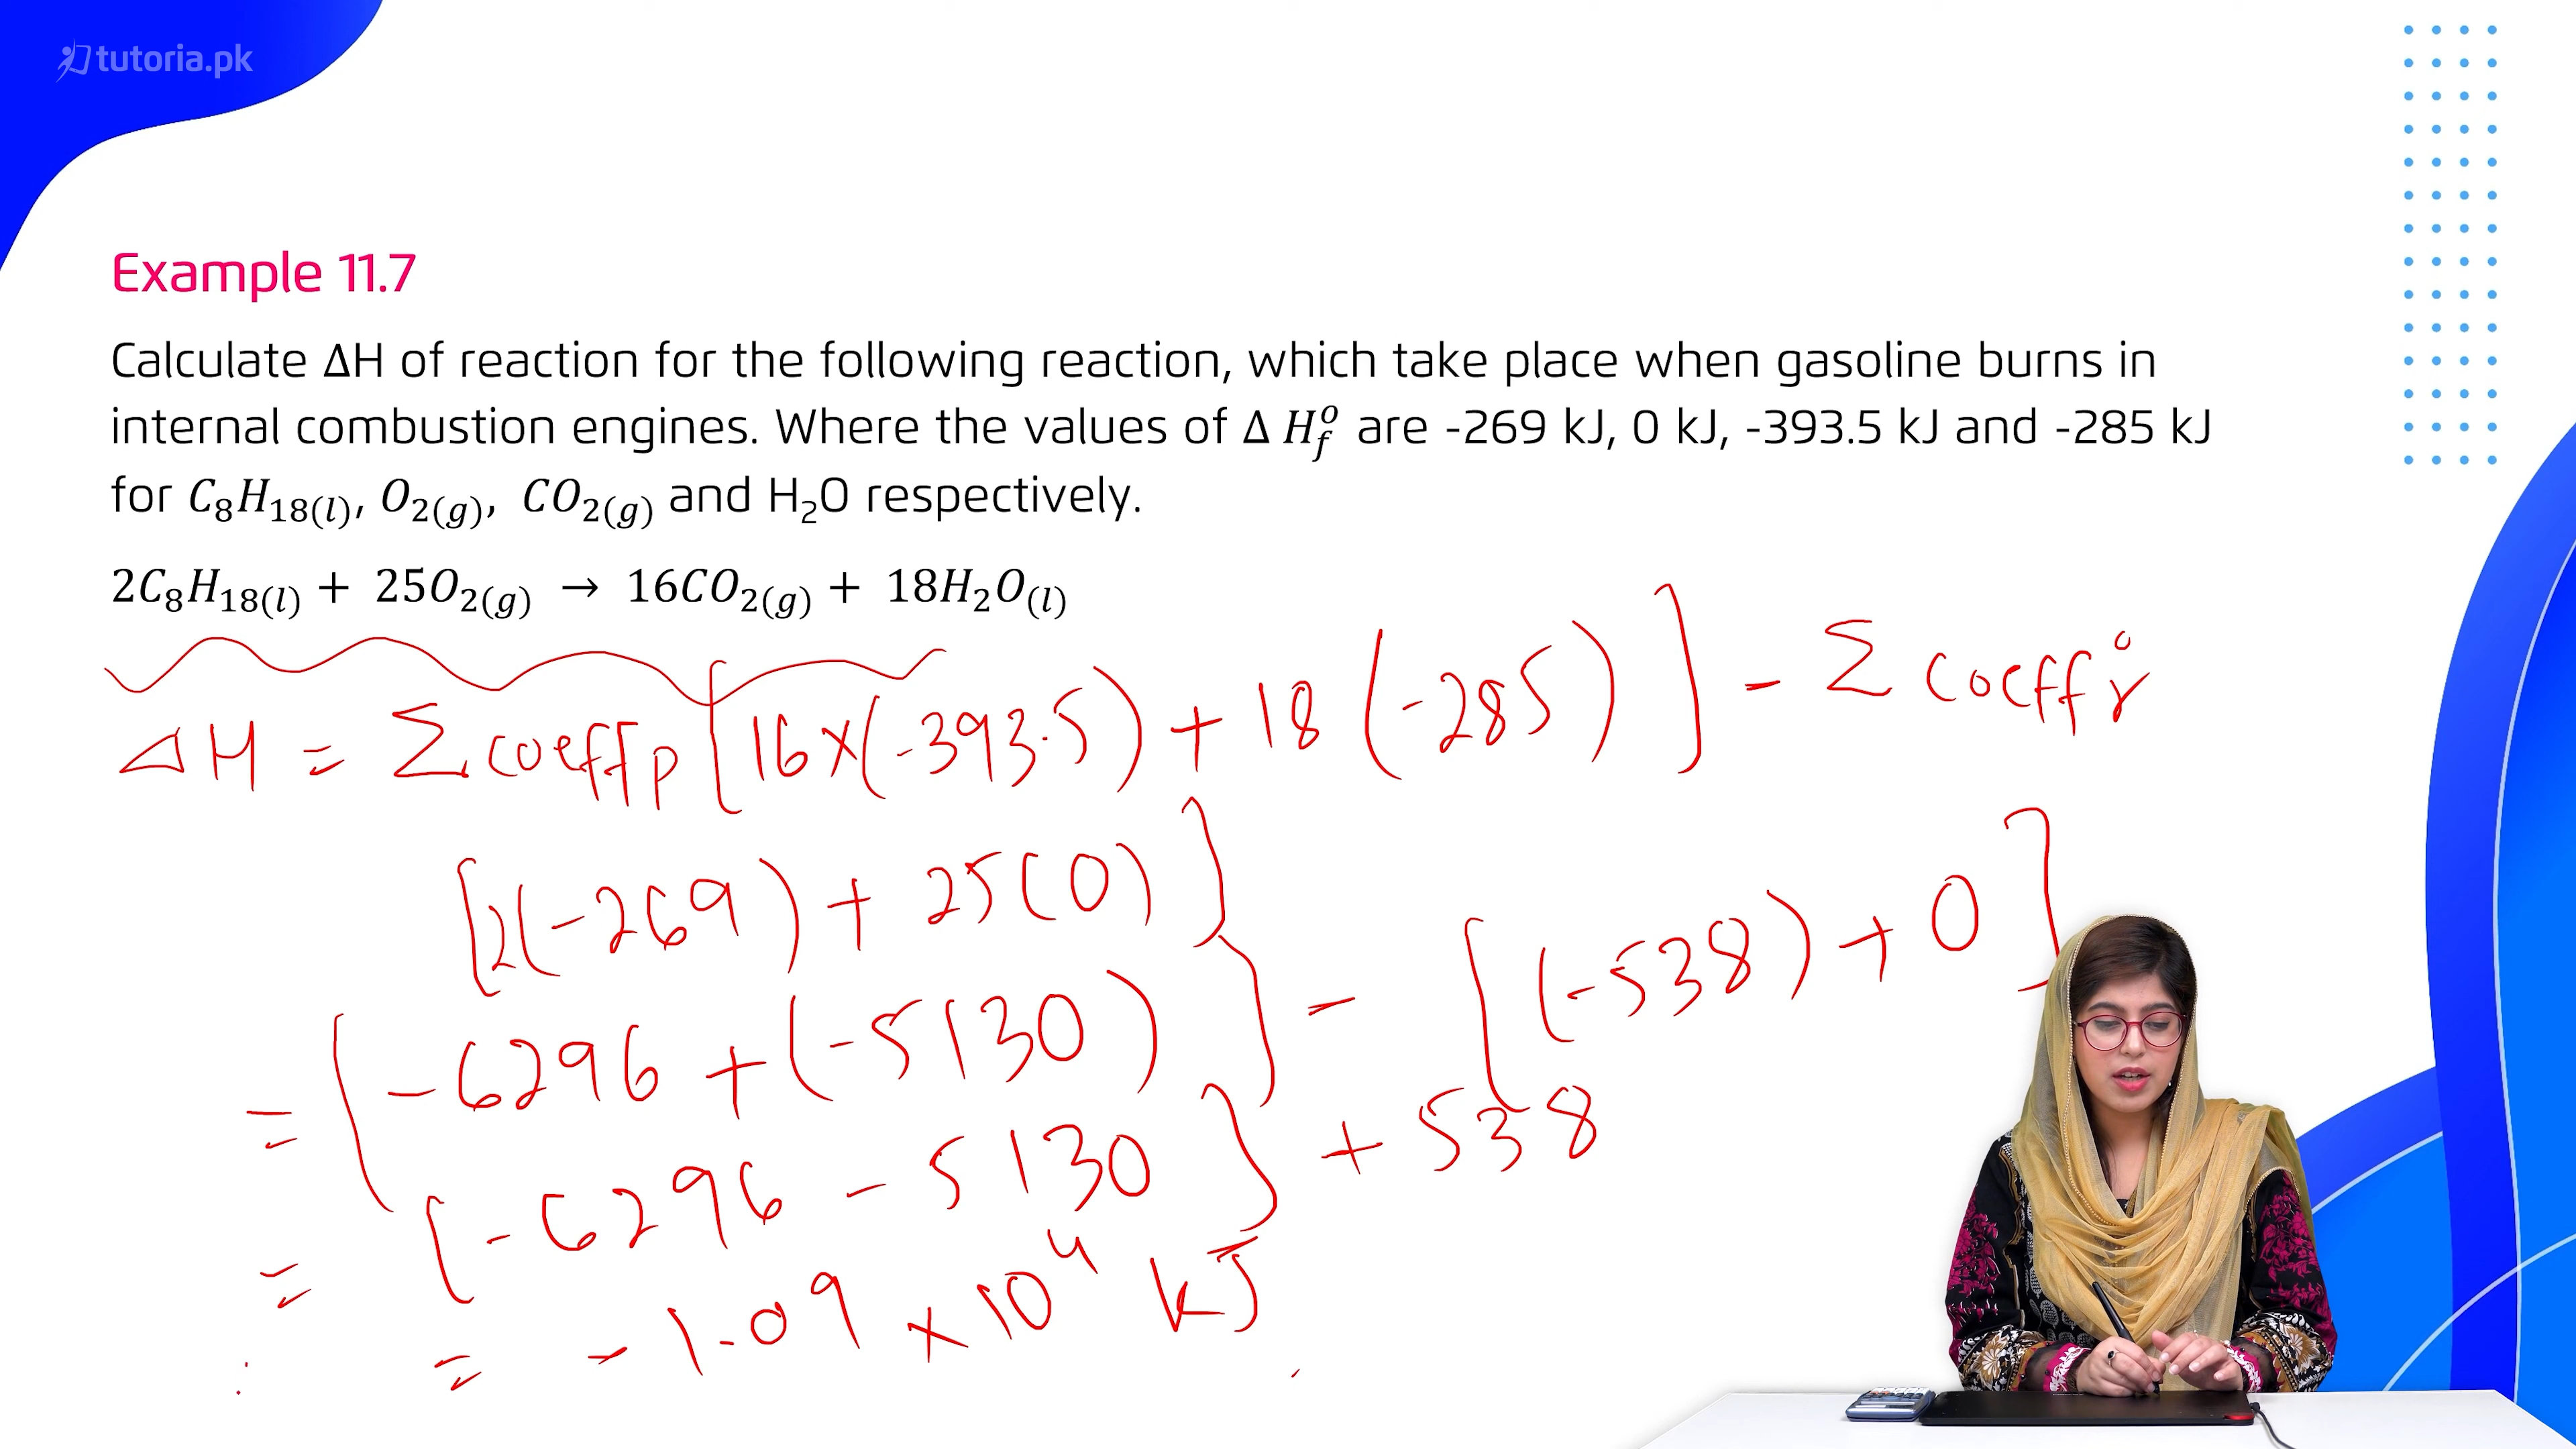 tutoria.pk
Example 11.7
Calculate ΔH of reaction for the following reaction, which take place when gasoline burns in
internal combustion engines. Where the values of Δ H_f^o are -269 kJ, 0 kJ, -393.5 kJ and -285 kJ
for C₈H₁₈(l), O₂(g), CO₂(g) and H₂O respectively.
2C₈H₁₈(l) + 25O₂(g) → 16CO₂(g) + 18H₂O(l)
ΔH = Σ coeff p [16×(-393.5) + 18(-285)] - Σ coeff r°
[2(-269) + 25(0)]
= [-6296 + (-5130)] - [(-538) + 0]
= [-6296 - 5130] + 538
= -1.09 × 10⁴ kJ